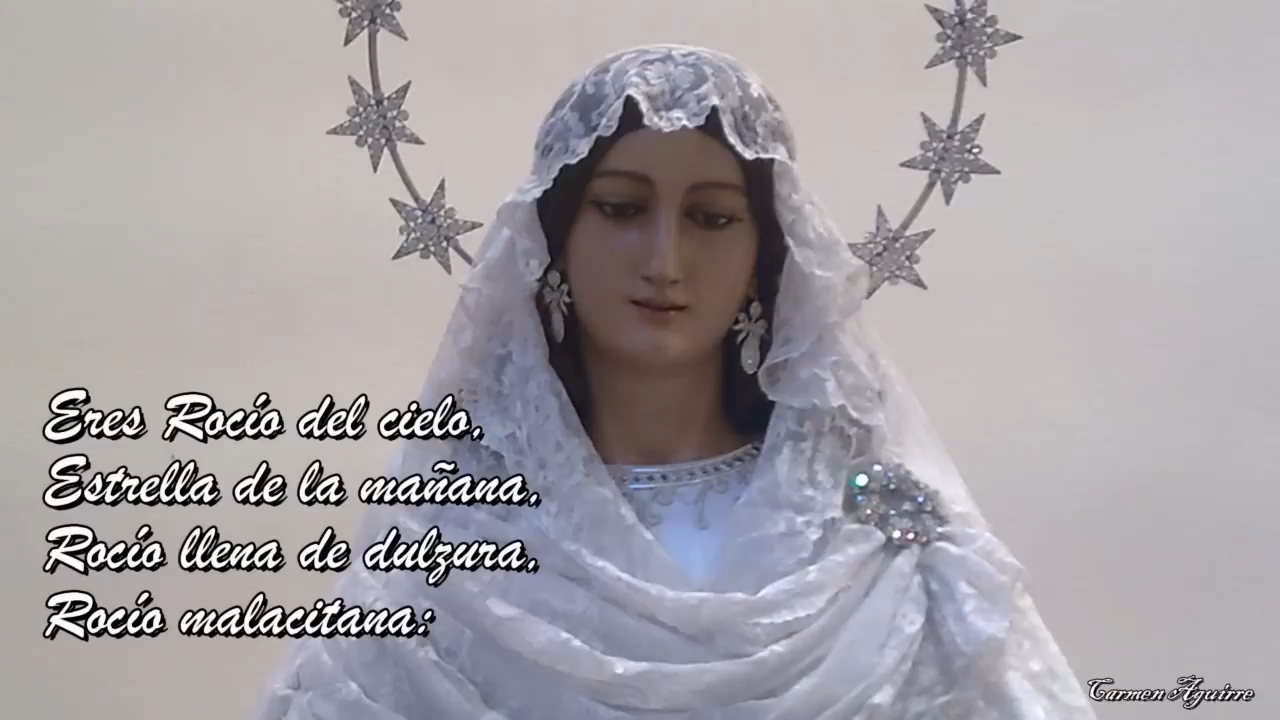 Eres Rocío del cielo,
Estrella de la mañana,
Rocío llena de dulzura,
Rocío malacitana:
Carmen Aguirre